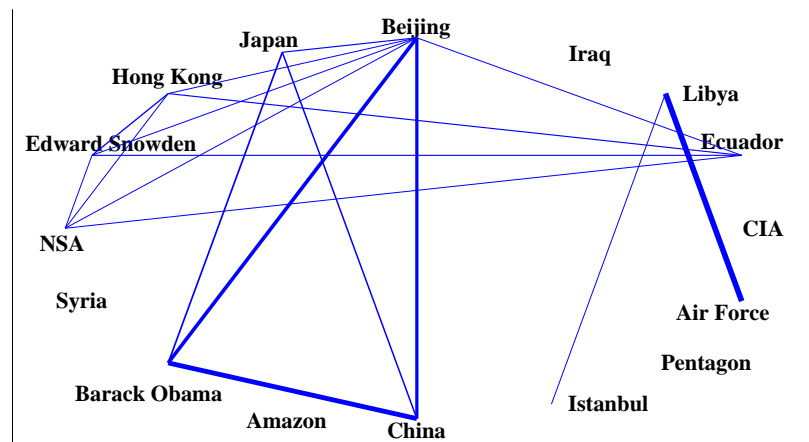 Beijing
Japan
Iraq
Hong Kong
Libya
Edward Snowden
Ecuador
NSA
CIA
Syria
Air Force
Pentagon
Barack Obama
Amazon
Istanbul
China